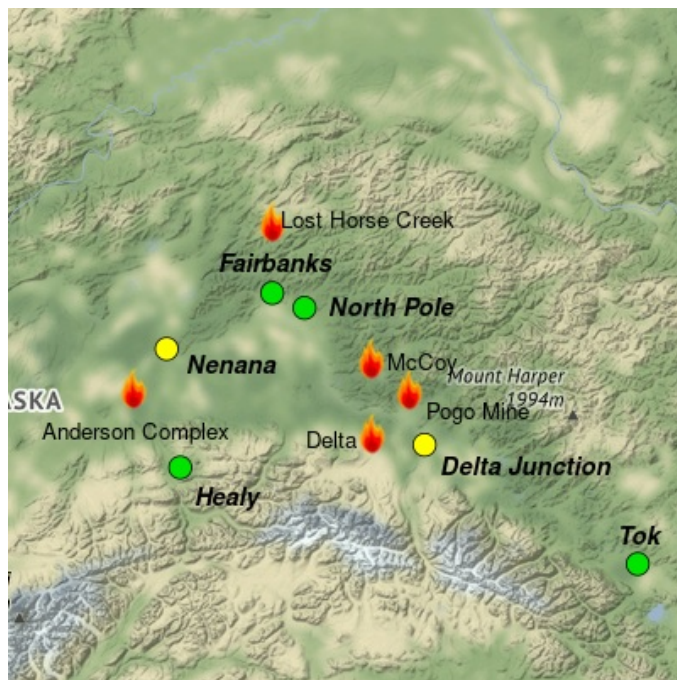 Lost Horse Creek
Fairbanks
North Pole
Nenana
McCoy
Mount Harper
1994m
ASKA
Pogo Mine
Anderson Complex
Delta
Delta Junction
Healy
Tok